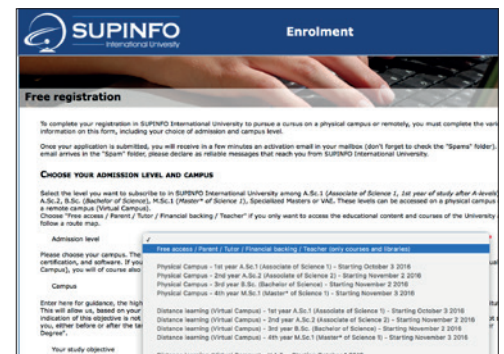 SUPINFO
International University
Enrolment
Free registration
To complete your registration in SUPINFO International University to pursue a cursus on a physical campus or remotely, you must complete the
information on this form, including your choice of admission and campus level.
Once your application is submitted, you will receive in a few minutes an activation email in your mailbox (don't forget to check the "Spams" folder).
email arrives in the "Spam" folder, please declare as reliable messages that reach you from SUPINFO International University.
CHOOSE YOUR ADMISSION LEVEL AND CAMPUS
Select the level you want to subscribe to in SUPINFO International University among A.Sc.1 (Associate of Science 1, 1st year of study after A-levels)
A.Sc.2, B.Sc. (Bachelor of Science), M.Sc.1 (Master* of Science 1), Specialized Masters or VAE. These levels can be accessed on a physical campus
a remote campus (Virtual Campus).
Choose "Free access / Parent / Tutor / Financial backing / Teacher" if you only want to access the educational content and courses of the University
follow a route map.
Admission level
Free access / Parent / Tutor / Financial backing / Teacher (only courses and libraries)
Please choose your campus. The
certification, and software. If you
Campus), you will of course also
Physical Campus - 1st year A.Sc.1 (Associate of Science 1) - Starting October 3 2016
Physical Campus - 2nd year A.Sc.2 (Associate of Science 2) - Starting November 2 2016
Physical Campus - 3rd year B.Sc. (Bachelor of Science) - Starting November 2 2016
Physical Campus - 4th year M.Sc.1 (Master* of Science 1) - Starting November 3 2016
Campus
Enter here for guidance, the high
This will allow us, based on your
indication of this objective is not
you, either before or after the
Degree".
Distance learning (Virtual Campus) - 1st year A.Sc.1 (Associate of Science 1) - Starting October 3 2016
Distance learning (Virtual Campus) - 2nd year A.Sc.2 (Associate of Science 2) - Starting November 2 2016
Distance learning (Virtual Campus) - 3rd year B.Sc. (Bachelor of Science) - Starting November 2 2016
Distance learning (Virtual Campus) - 4th year M.Sc.1 (Master* of Science 1) - Starting November 3 2016
Your study objective